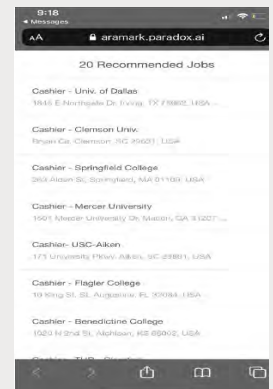 9:18
Messages
AA aramark.paradox.ai
20 Recommended Jobs
Cashier - Univ. of Dallas
1845 E Northgate Dr, Irving, TX 75062, USA
Cashier - Clemson Univ.
Bryan Cir, Clemson, SC 29631, USA
Cashier - Springfield College
263 Alden St, Springfield, MA 01109, USA
Cashier - Mercer University
1501 Mercer University Dr, Macon, GA 31207 ...
Cashier- USC-Aiken
171 University Pkwy, Aiken, SC 29801, USA
Cashier - Flagler College
10 King St, St. Augustine, FL 32084, USA
Cashier - Benedictine College
1020 N 2nd St, Atchison, KS 66002, USA